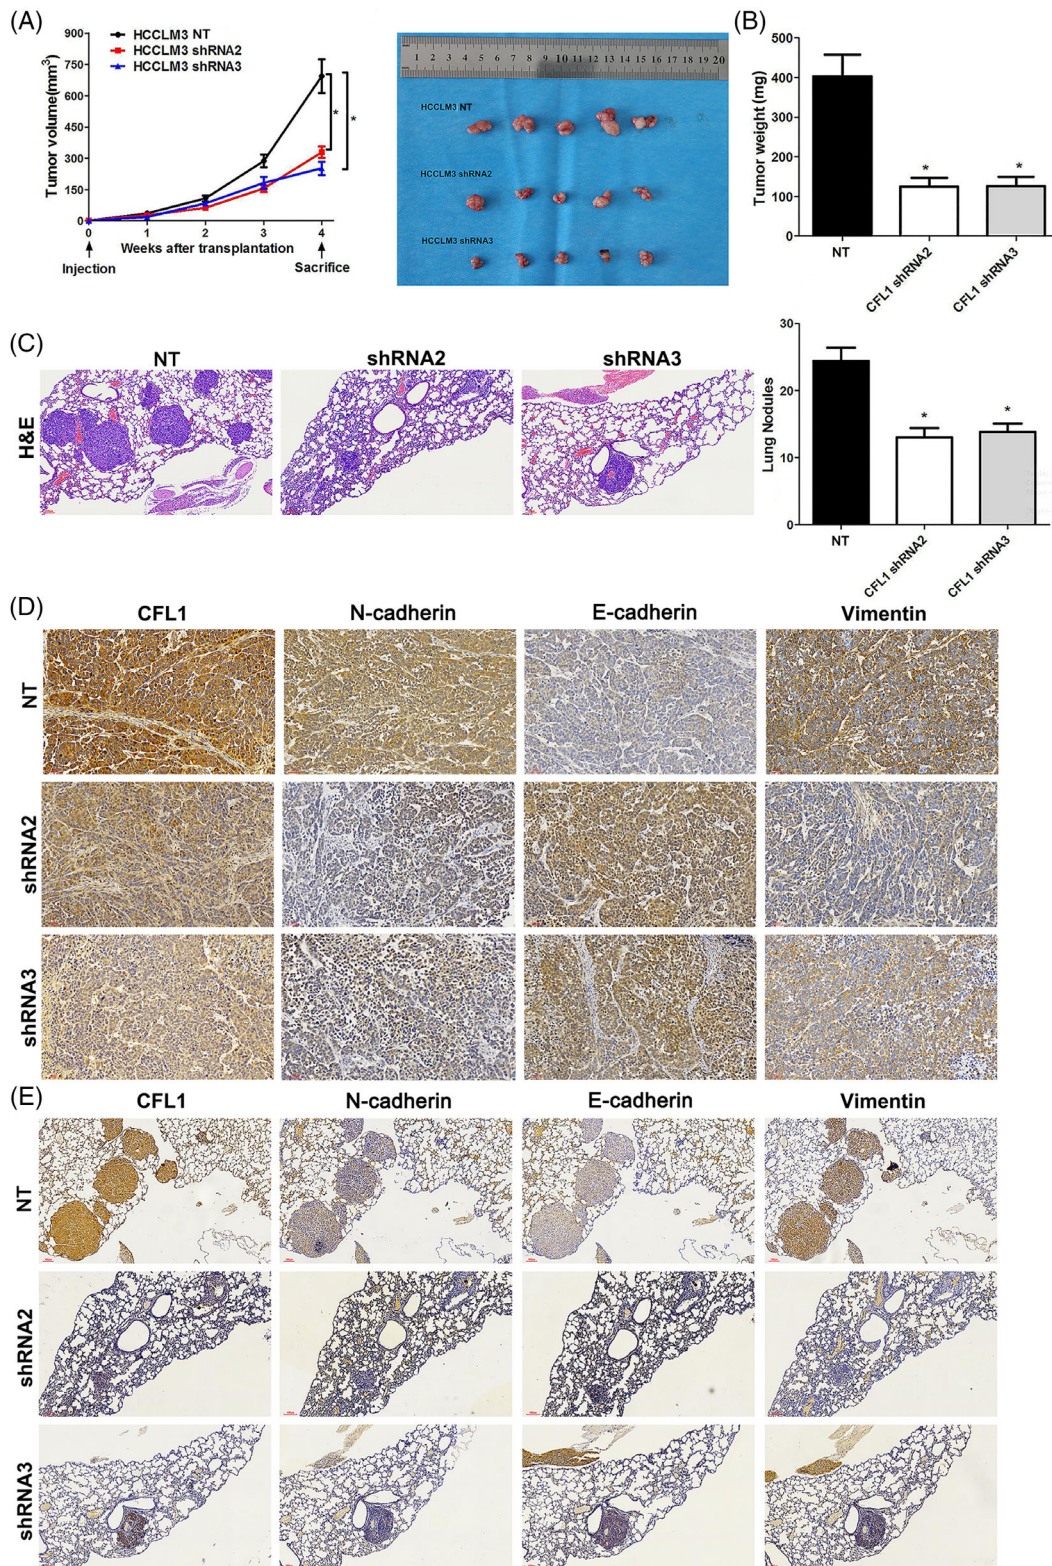 (A)
HCCLM3 NT
HCCLM3 shRNA2
HCCLM3 shRNA3
Tumor volume(mm³)
900
750
600
450
300
150
0
* *
0 1 2 3 4
Weeks after transplantation
Injection
Sacrifice
1 2 3 4 5 6 7 8 9 10 11 12 13 14 15 16 17 18 19 20
HCCLM3 NT
HCCLM3 shRNA2
HCCLM3 shRNA3
(B)
Tumor weight (mg)
500
400
300
200
100
0
* *
NT
CFL1 shRNA2
CFL1 shRNA3
(C)
NT shRNA2 shRNA3
H&E
Lung Nodules
30
20
10
0
* *
NT
CFL1 shRNA2
CFL1 shRNA3
(D)
CFL1 N-cadherin E-cadherin Vimentin
NT
shRNA2
shRNA3
(E)
CFL1 N-cadherin E-cadherin Vimentin
NT
shRNA2
shRNA3